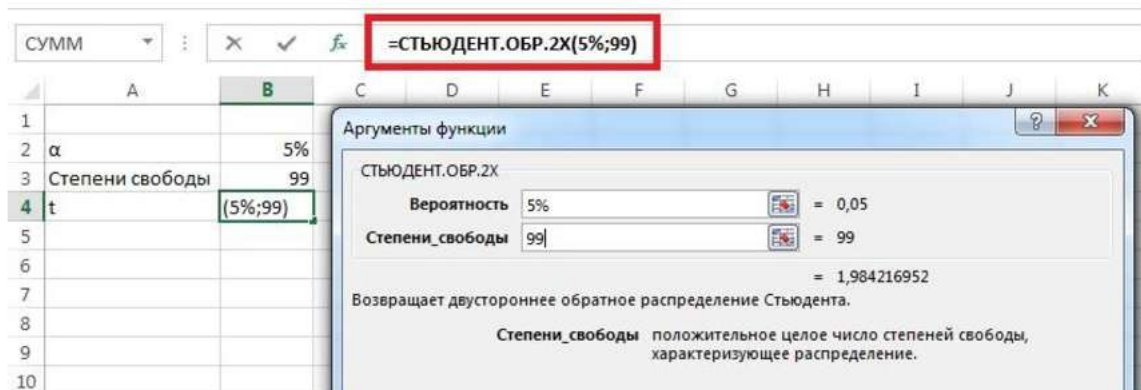 СУММ fx =СТЬЮДЕНТ.ОБР.2Х(5%;99)
A B C D E F G H I J K
1
2 α 5%
3 Степени свободы 99
4 t (5%;99)
5
6
7
8
9
10
Аргументы функции ? X
СТЬЮДЕНТ.ОБР.2Х
Вероятность 5% = 0,05
Степени_свободы 99 = 99
= 1,984216952
Возвращает двустороннее обратное распределение Стьюдента.
Степени_свободы положительное целое число степеней свободы,
характеризующее распределение.